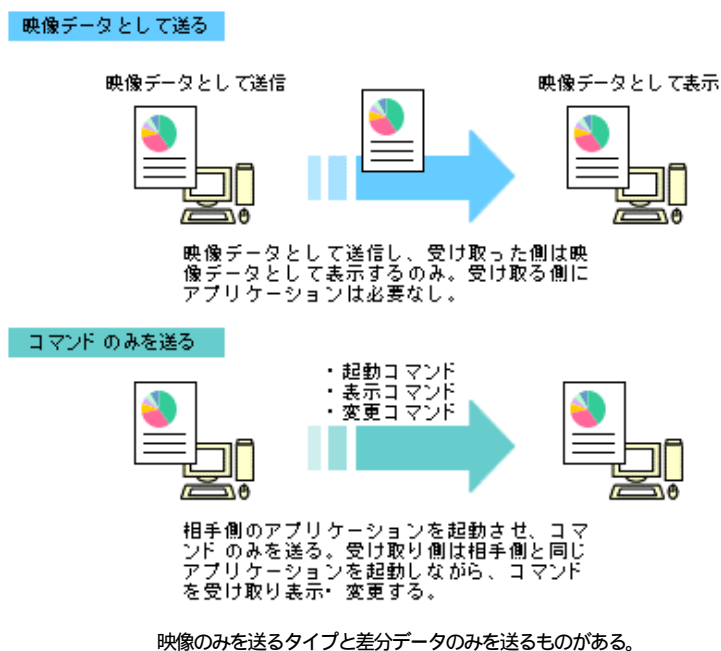 映像データとして送る
映像データとして送信
映像データとして表示
映像データとして送信し、受け取った側は映
像データとして表示するのみ。受け取る側に
アプリケーションは必要なし。
コマンドのみを送る
・起動コマンド
・表示コマンド
・変更コマンド
相手側のアプリケーションを起動させ、コマ
ンドのみを送る。受け取り側は相手側と同じ
アプリケーションを起動しながら、コマンド
を受け取り表示・変更する。
映像のみを送るタイプと差分データのみを送るものがある。